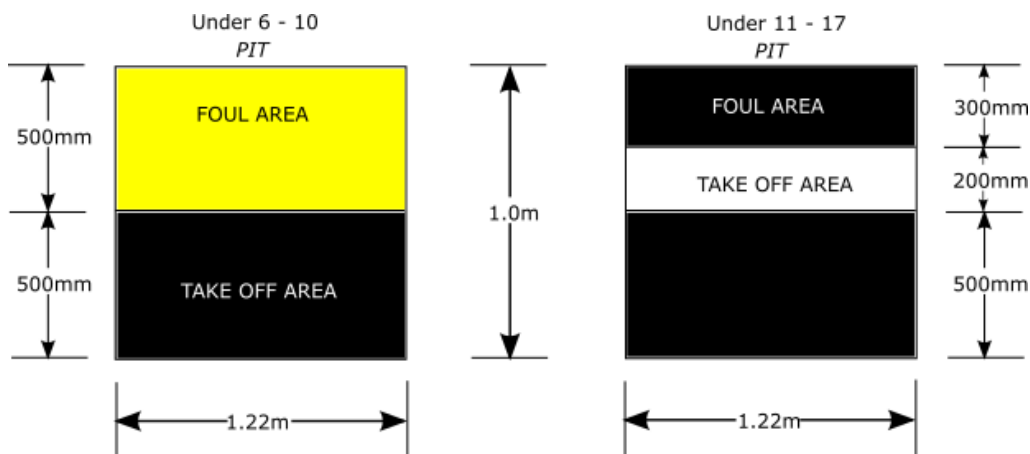 Under 6 - 10
PIT
FOUL AREA
500mm
TAKE OFF AREA
500mm
1.22m
1.0m
Under 11 - 17
PIT
FOUL AREA
300mm
TAKE OFF AREA
200mm
500mm
1.22m